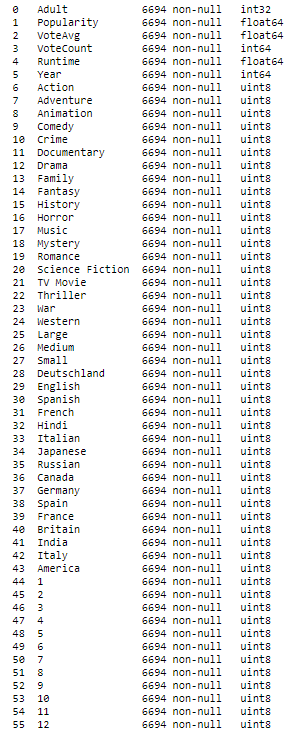 0 Adult 6694 non-null int32
1 Popularity 6694 non-null float64
2 VoteAvg 6694 non-null float64
3 VoteCount 6694 non-null int64
4 Runtime 6694 non-null float64
5 Year 6694 non-null int64
6 Action 6694 non-null uint8
7 Adventure 6694 non-null uint8
8 Animation 6694 non-null uint8
9 Comedy 6694 non-null uint8
10 Crime 6694 non-null uint8
11 Documentary 6694 non-null uint8
12 Drama 6694 non-null uint8
13 Family 6694 non-null uint8
14 Fantasy 6694 non-null uint8
15 History 6694 non-null uint8
16 Horror 6694 non-null uint8
17 Music 6694 non-null uint8
18 Mystery 6694 non-null uint8
19 Romance 6694 non-null uint8
20 Science Fiction 6694 non-null uint8
21 TV Movie 6694 non-null uint8
22 Thriller 6694 non-null uint8
23 War 6694 non-null uint8
24 Western 6694 non-null uint8
25 Large 6694 non-null uint8
26 Medium 6694 non-null uint8
27 Small 6694 non-null uint8
28 Deutschland 6694 non-null uint8
29 English 6694 non-null uint8
30 Spanish 6694 non-null uint8
31 French 6694 non-null uint8
32 Hindi 6694 non-null uint8
33 Italian 6694 non-null uint8
34 Japanese 6694 non-null uint8
35 Russian 6694 non-null uint8
36 Canada 6694 non-null uint8
37 Germany 6694 non-null uint8
38 Spain 6694 non-null uint8
39 France 6694 non-null uint8
40 Britain 6694 non-null uint8
41 India 6694 non-null uint8
42 Italy 6694 non-null uint8
43 America 6694 non-null uint8
44 1 6694 non-null uint8
45 2 6694 non-null uint8
46 3 6694 non-null uint8
47 4 6694 non-null uint8
48 5 6694 non-null uint8
49 6 6694 non-null uint8
50 7 6694 non-null uint8
51 8 6694 non-null uint8
52 9 6694 non-null uint8
53 10 6694 non-null uint8
54 11 6694 non-null uint8
55 12 6694 non-null uint8